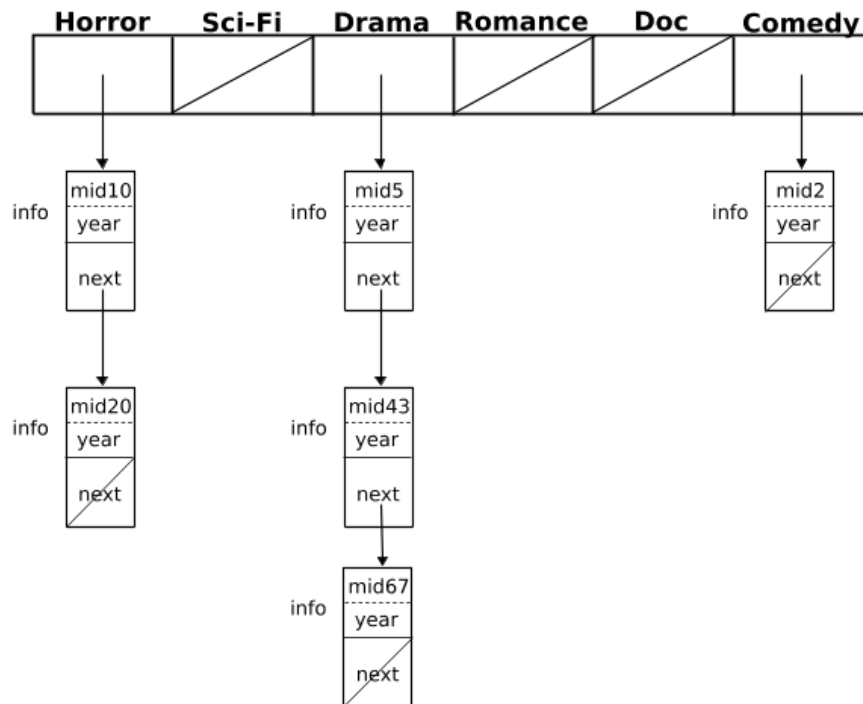 Horror Sci-Fi Drama Romance Doc Comedy
mid10 mid5 mid2
info info info
year year year
next next next
mid20 mid43
info info
year year
next next
mid67
info
year
next